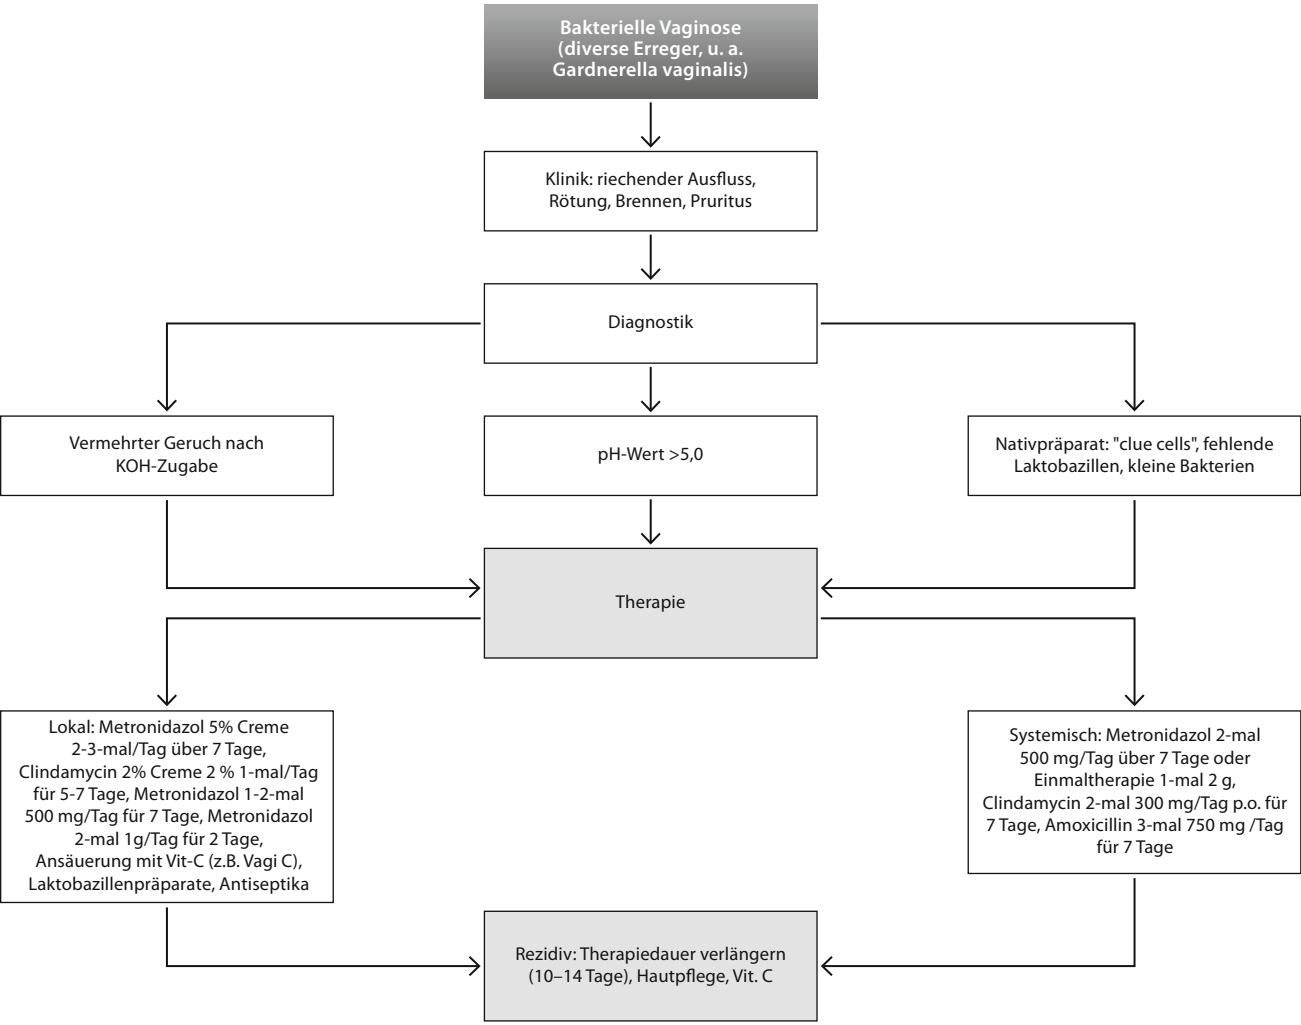 Bakterielle Vaginose
(diverse Erreger, u. a.
Gardnerella vaginalis)
Klinik: riechender Ausfluss,
Rötung, Brennen, Pruritus
Diagnostik
Vermehrter Geruch nach
KOH-Zugabe
pH-Wert >5,0
Nativpräparat: "clue cells", fehlende
Laktobazillen, kleine Bakterien
Therapie
Lokal: Metronidazol 5% Creme
2-3-mal/Tag über 7 Tage,
Clindamycin 2% Creme 2 % 1-mal/Tag
für 5-7 Tage, Metronidazol 1-2-mal
500 mg/Tag für 7 Tage, Metronidazol
2-mal 1g/Tag für 2 Tage,
Ansäuerung mit Vit-C (z.B. Vagi C),
Laktobazillenpräparate, Antiseptika
Systemisch: Metronidazol 2-mal
500 mg/Tag über 7 Tage oder
Einmaltherapie 1-mal 2 g,
Clindamycin 2-mal 300 mg/Tag p.o. für
7 Tage, Amoxicillin 3-mal 750 mg /Tag
für 7 Tage
Rezidiv: Therapiedauer verlängern
(10–14 Tage), Hautpflege, Vit. C